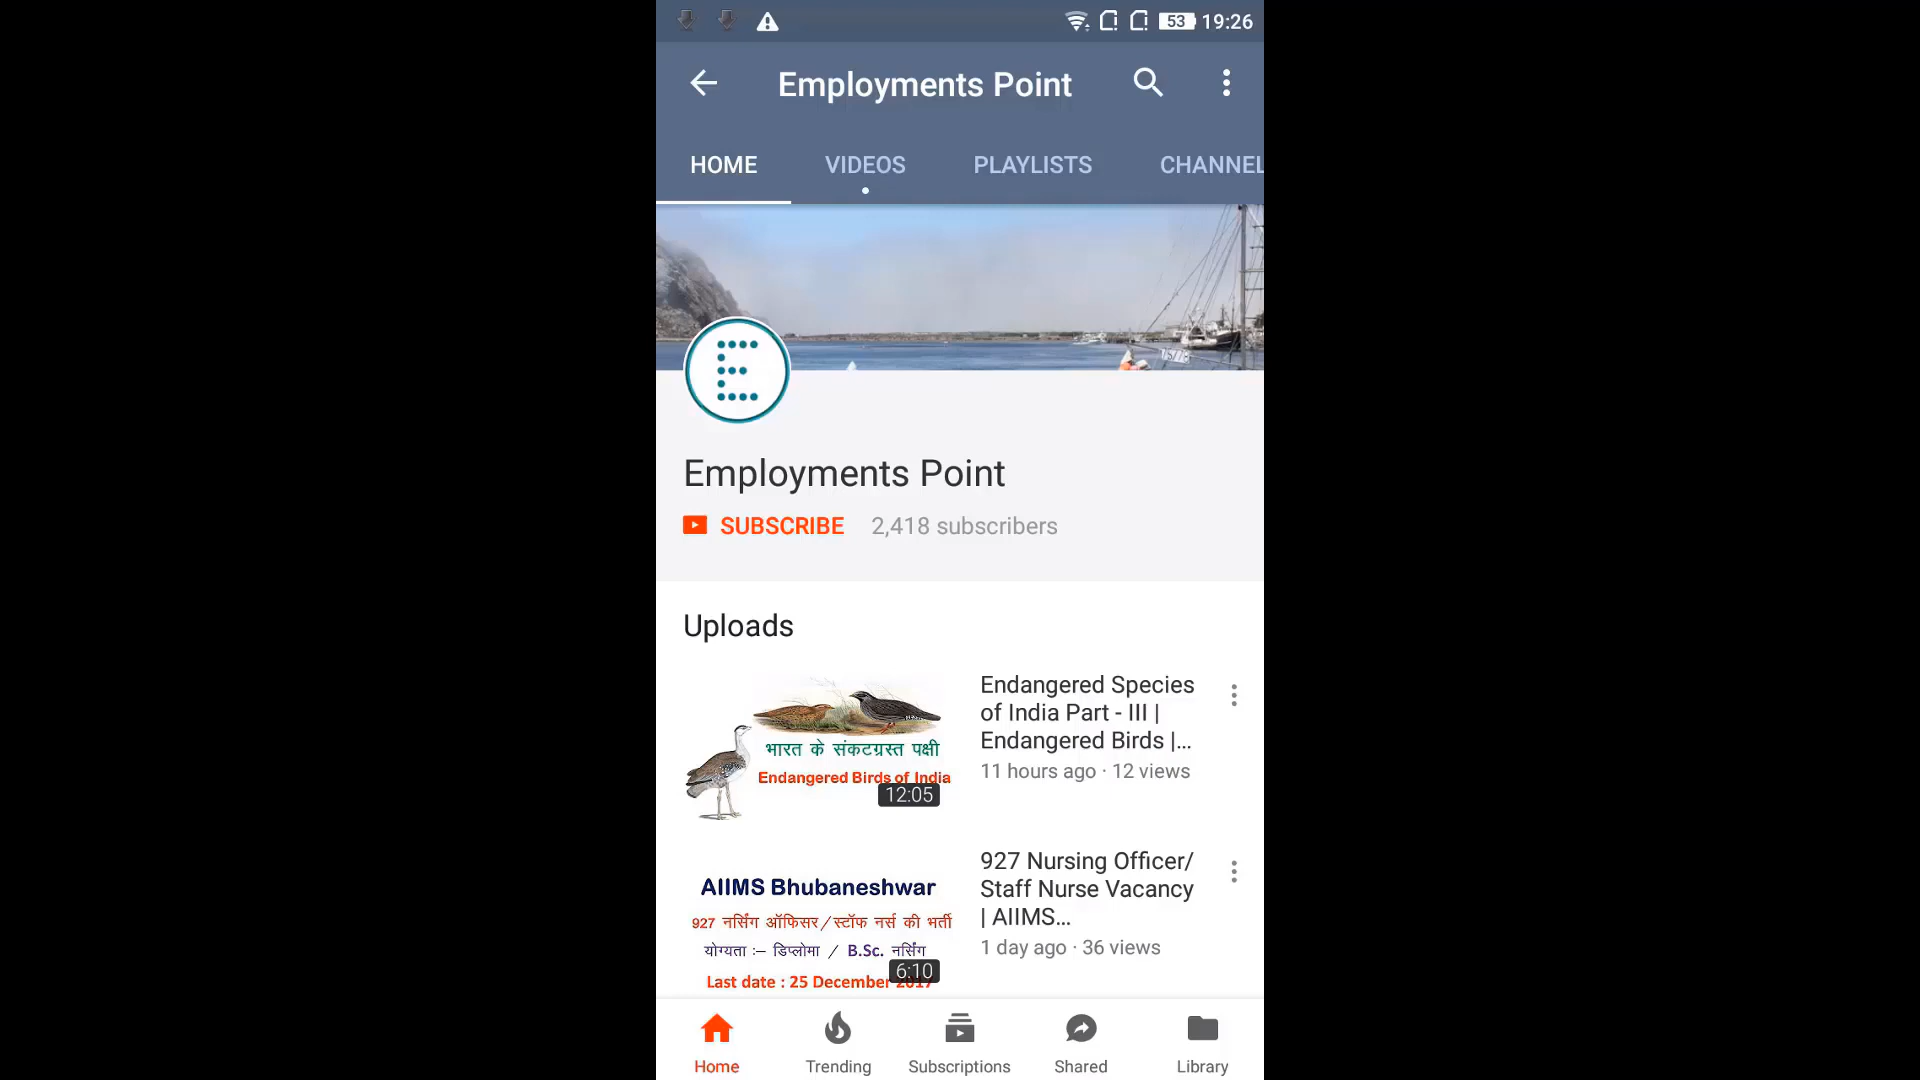 53 19:26
Employments Point
HOME VIDEOS PLAYLISTS CHANNEL
E
Employments Point
SUBSCRIBE 2,418 subscribers
Uploads
भारत के संकटग्रस्त पक्षी
Endangered Birds of India
12:05
Endangered Species
of India Part - III |
Endangered Birds |...
11 hours ago · 12 views
AIIMS Bhubaneshwar
927 नर्सिंग ऑफिसर/स्टॉफ नर्स की भर्ती
योग्यता :– डिप्लोमा / B.Sc. नर्सिंग
Last date : 25 December 2017
6:10
927 Nursing Officer/
Staff Nurse Vacancy
| AIIMS...
1 day ago · 36 views
Home Trending Subscriptions Shared Library